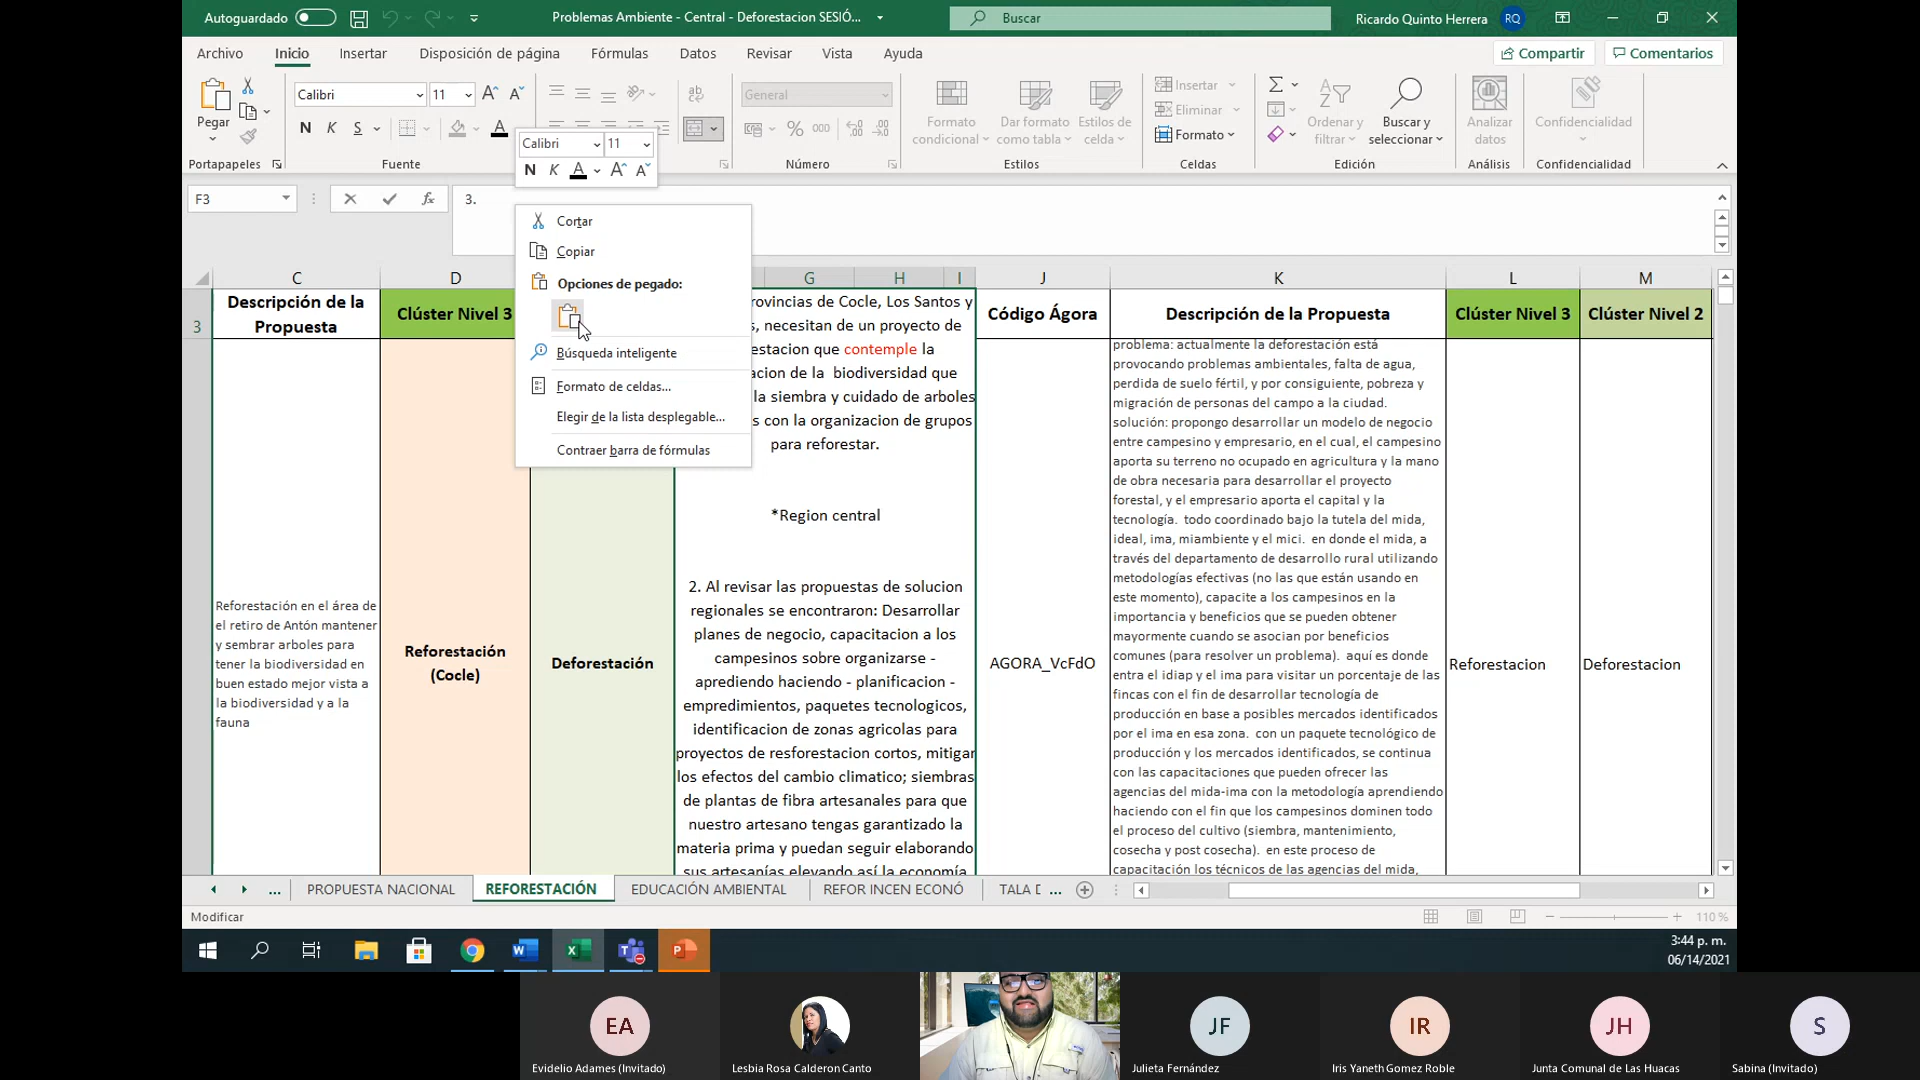 Autoguardado
Problemas Ambiente - Central - Deforestacion SESIÓ...
Buscar
Ricardo Quinto Herrera
RQ
Archivo
Inicio
Insertar
Disposición de página
Fórmulas
Datos
Revisar
Vista
Ayuda
Compartir
Comentarios
Pegar
Calibri
11
N K S
General
Formato condicional
Dar formato como tabla
Estilos de celda
Insertar
Eliminar
Formato
Ordenar y filtrar
Buscar y seleccionar
Analizar datos
Confidencialidad
Portapapeles
Fuente
Número
Estilos
Celdas
Edición
Análisis
Confidencialidad
Calibri
11
N K
F3
3.
Cortar
Copiar
Opciones de pegado:
Búsqueda inteligente
Formato de celdas...
Elegir de la lista desplegable...
Contraer barra de fórmulas
C
D
G
H
I
J
K
L
M
3
Descripción de la
Propuesta
Clúster Nivel 3
Código Ágora
Descripción de la Propuesta
Clúster Nivel 3
Clúster Nivel 2
Reforestación en el área de
el retiro de Antón mantener
y sembrar arboles para
tener la biodiversidad en
buen estado mejor vista a
la biodiversidad y a la
fauna
Reforestación
(Cocle)
Deforestación
rovincias de Cocle, Los Santos y
s, necesitan de un proyecto de
estacion que contemple la
acion de la biodiversidad que
la siembra y cuidado de arboles
s con la organizacion de grupos
para reforestar.
*Region central
2. Al revisar las propuestas de solucion
regionales se encontraron: Desarrollar
planes de negocio, capacitacion a los
campesinos sobre organizarse -
aprediendo haciendo - planificacion -
empredimientos, paquetes tecnologicos,
identificacion de zonas agricolas para
proyectos de resforestacion cortos, mitigar
los efectos del cambio climatico; siembras
de plantas de fibra artesanales para que
nuestro artesano tengas garantizado la
materia prima y puedan seguir elaborando
sus artesanías elevando así la economía
AGORA_VcFdO
problema: actualmente la deforestación está
provocando problemas ambientales, falta de agua,
perdida de suelo fértil, y por consiguiente, pobreza y
migración de personas del campo a la ciudad.
solución: propongo desarrollar un modelo de negocio
entre campesino y empresario, en el cual, el campesino
aporta su terreno no ocupado en agricultura y la mano
de obra necesaria para desarrollar el proyecto
forestal, y el empresario aporta el capital y la
tecnología. todo coordinado bajo la tutela del mida,
ideal, ima, miambiente y el mici. en donde el mida, a
través del departamento de desarrollo rural utilizando
metodologías efectivas (no las que están usando en
este momento), capacite a los campesinos en la
importancia y beneficios que se pueden obtener
mayormente cuando se asocian por beneficios
comunes (para resolver un problema). aquí es donde
entra el idiap y el ima para visitar un porcentaje de las
fincas con el fin de desarrollar tecnología de
producción en base a posibles mercados identificados
por el ima en esa zona. con un paquete tecnológico de
producción y los mercados identificados, se continua
con las capacitaciones que pueden ofrecer las
agencias del mida-ima con la metodología aprendiendo
haciendo con el fin que los campesinos dominen todo
el proceso del cultivo (siembra, mantenimiento,
cosecha y post cosecha). en este proceso de
capacitación los técnicos de las agencias del mida,
Reforestacion
Deforestacion
...
PROPUESTA NACIONAL
REFORESTACIÓN
EDUCACIÓN AMBIENTAL
REFOR INCEN ECONÓ
TALA D ...
Modificar
110 %
3:44 p. m.
06/14/2021
EA
Evidelio Adames (Invitado)
Lesbia Rosa Calderon Canto
JF
Julieta Fernández
IR
Iris Yaneth Gomez Roble
JH
Junta Comunal de Las Huacas
S
Sabina (Invitado)